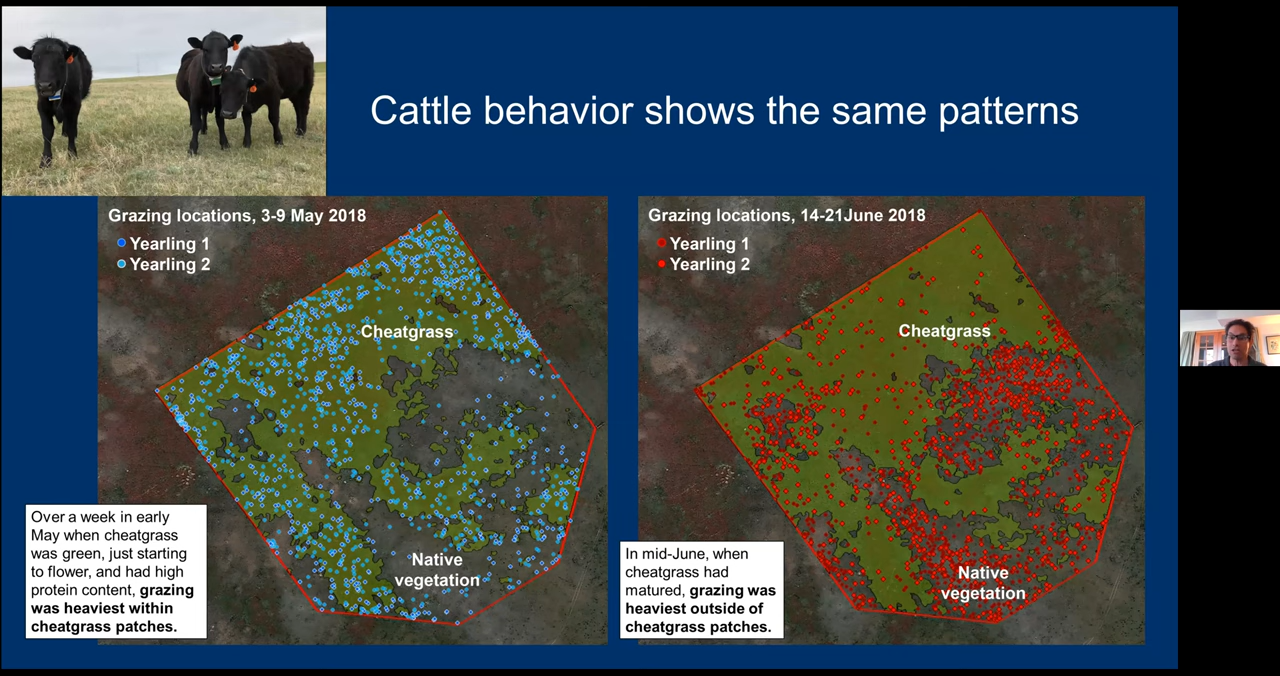 Cattle behavior shows the same patterns
Grazing locations, 3-9 May 2018
Yearling 1
Yearling 2
Cheatgrass
Native
vegetation
Over a week in early
May when cheatgrass
was green, just starting
to flower, and had high
protein content, grazing
was heaviest within
cheatgrass patches.
Grazing locations, 14-21June 2018
Yearling 1
Yearling 2
Cheatgrass
Native
vegetation
In mid-June, when
cheatgrass had
matured, grazing was
heaviest outside of
cheatgrass patches.